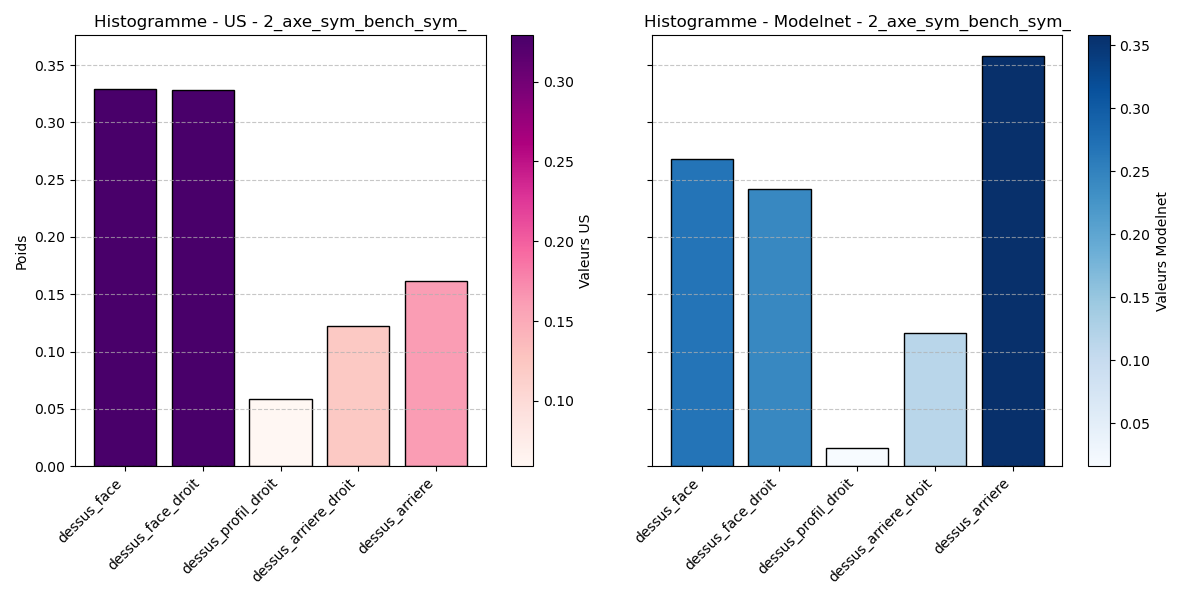 Histogramme - US - 2_axe_sym_bench_sym_
Poids
0.35
0.30
0.25
0.20
0.15
0.10
0.05
0.00
dessus_face
dessus_face_droit
dessus_profil_droit
dessus_arriere_droit
dessus_arriere
0.30
0.25
0.20
0.15
0.10
Valeurs US
Histogramme - Modelnet - 2_axe_sym_bench_sym_
dessus_face
dessus_face_droit
dessus_profil_droit
dessus_arriere_droit
dessus_arriere
0.35
0.30
0.25
0.20
0.15
0.10
0.05
Valeurs Modelnet